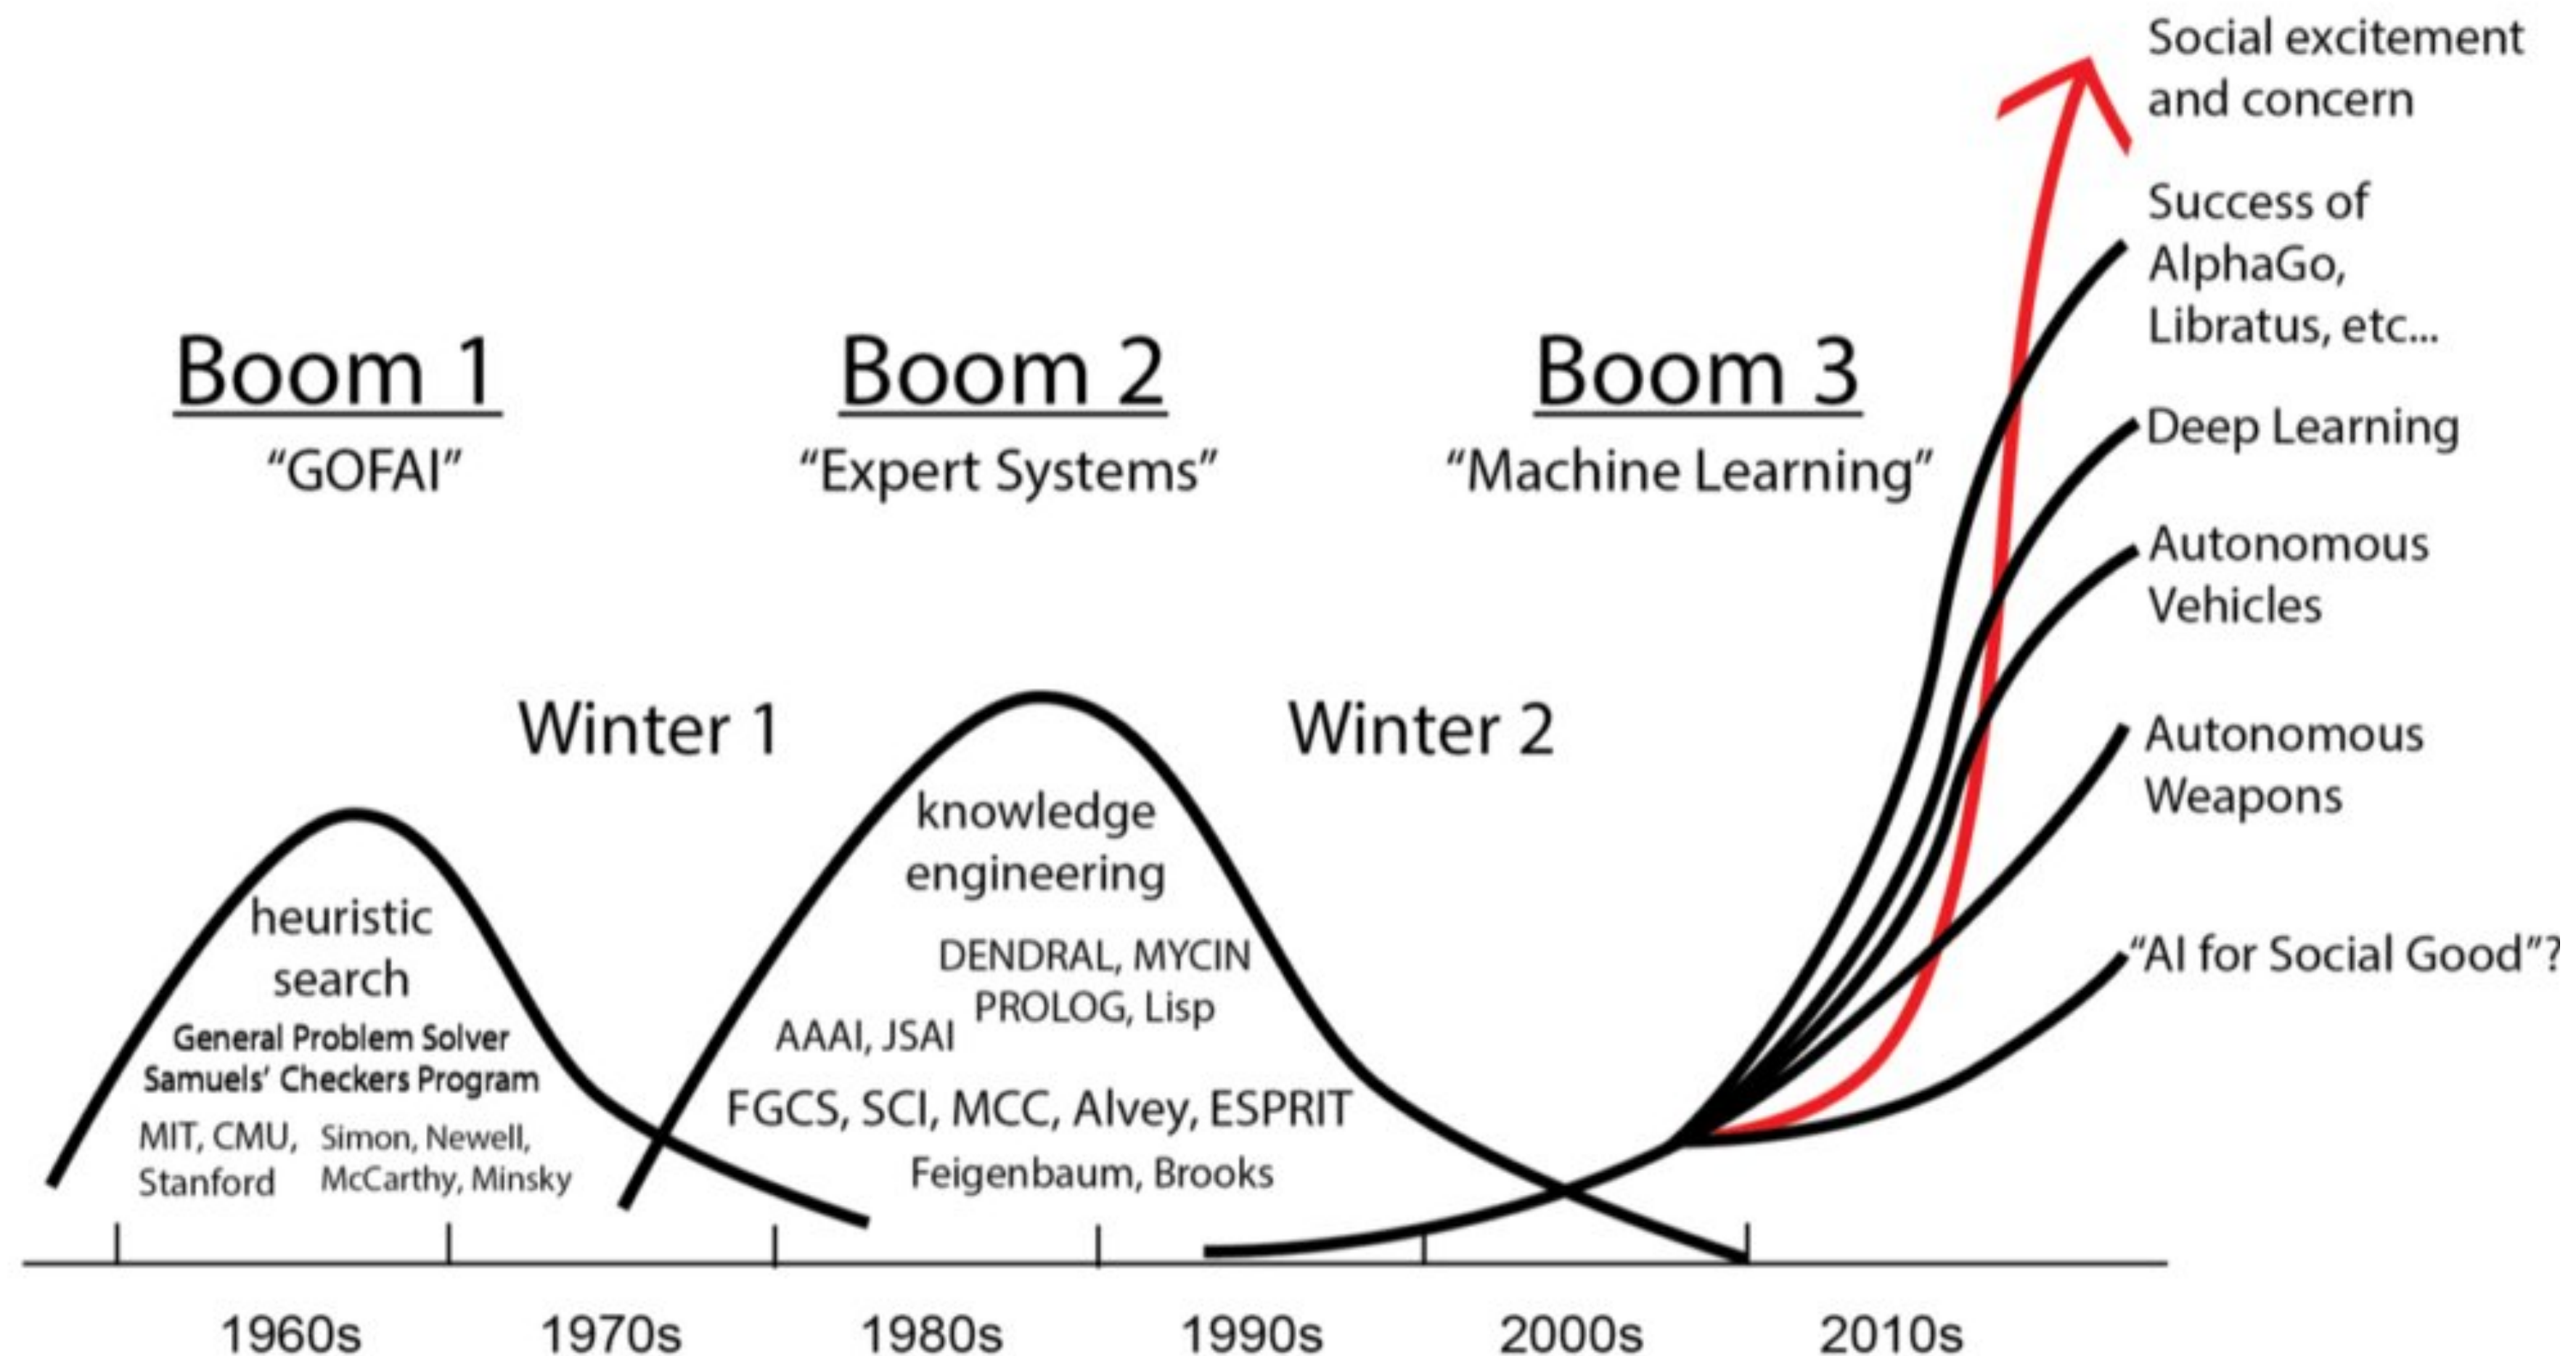 Social excitement
and concern
Success of
AlphaGo,
Libratus, etc...
Boom 1
"GOFAI"
Boom 2
"Expert Systems"
Boom 3
"Machine Learning"
Deep Learning
Autonomous
Vehicles
Winter 1
Winter 2
Autonomous
Weapons
"AI for Social Good"?
heuristic
search
General Problem Solver
Samuels' Checkers Program
MIT, CMU,
Stanford
Simon, Newell,
McCarthy, Minsky
knowledge
engineering
DENDRAL, MYCIN
PROLOG, Lisp
AAAI, JSAI
FGCS, SCI, MCC, Alvey, ESPRIT
Feigenbaum, Brooks
1960s 1970s 1980s 1990s 2000s 2010s